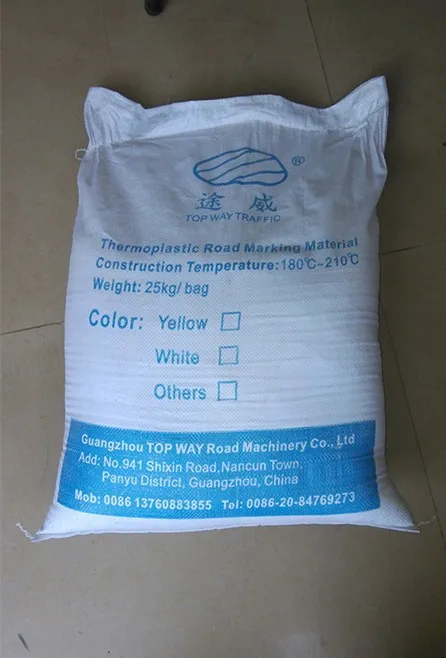 ®
途威
TOP WAY TRAFFIC
Thermoplastic Road Marking Material
Construction Temperature:180℃~210℃
Weight: 25kg/bag
Color: Yellow
White
Others
Guangzhou TOP WAY Road Machinery Co., Ltd
Add: No.941 Shixin Road,Nancun Town,
Panyu District, Guangzhou, China
Mob: 0086 13760883855 Tel: 0086-20-84769273